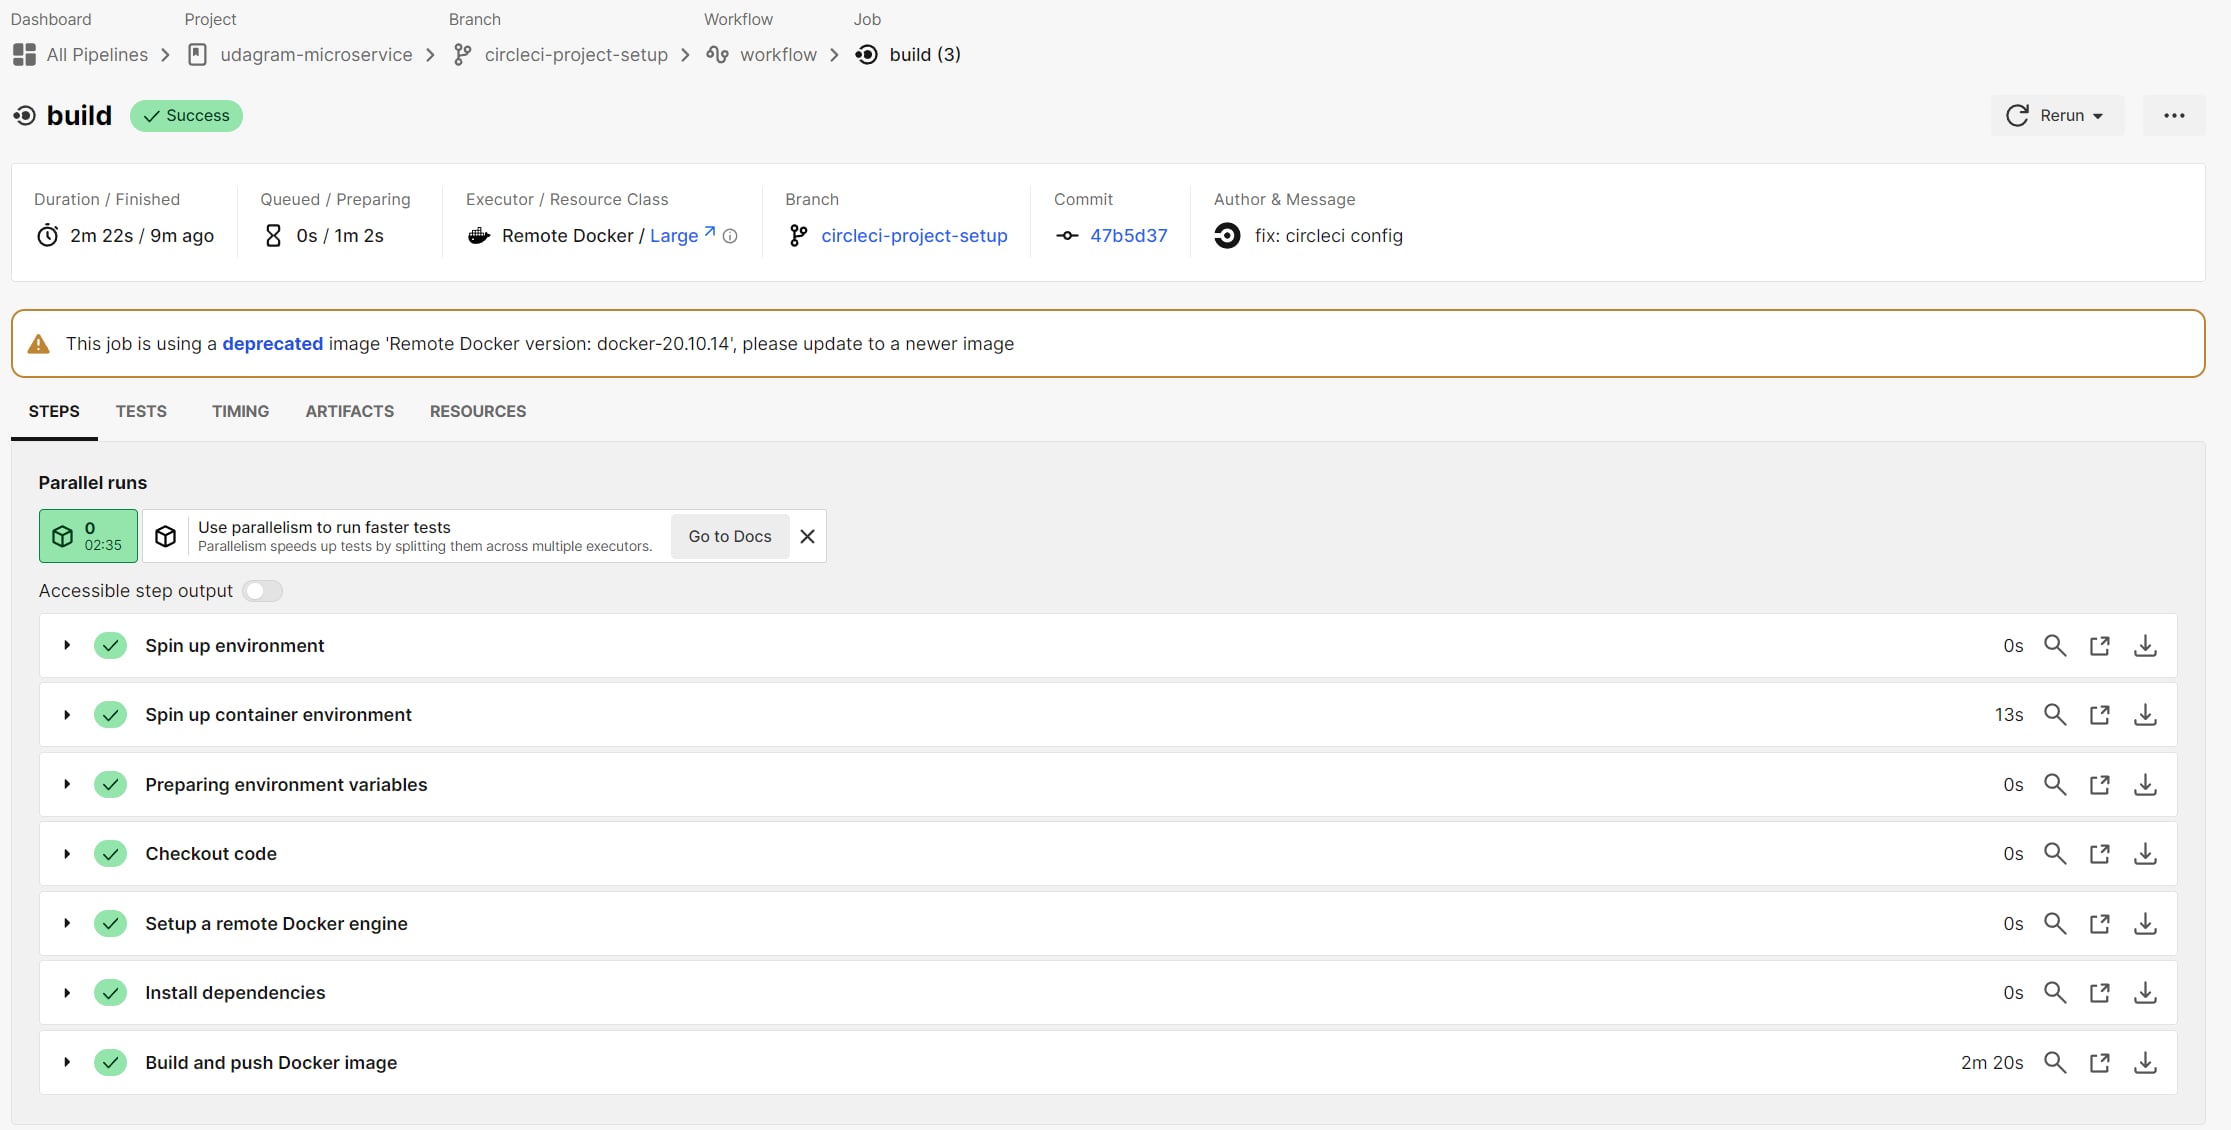 Dashboard Project Branch Workflow Job
All Pipelines udagram-microservice circleci-project-setup workflow build (3)
build Success Rerun
Duration / Finished Queued / Preparing Executor / Resource Class Branch Commit Author & Message
2m 22s / 9m ago 0s / 1m 2s Remote Docker / Large circleci-project-setup 47b5d37 fix: circleci config
This job is using a deprecated image 'Remote Docker version: docker-20.10.14', please update to a newer image
STEPS TESTS TIMING ARTIFACTS RESOURCES
Parallel runs
0
02:35
Use parallelism to run faster tests
Parallelism speeds up tests by splitting them across multiple executors.
Go to Docs
Accessible step output
Spin up environment 0s
Spin up container environment 13s
Preparing environment variables 0s
Checkout code 0s
Setup a remote Docker engine 0s
Install dependencies 0s
Build and push Docker image 2m 20s